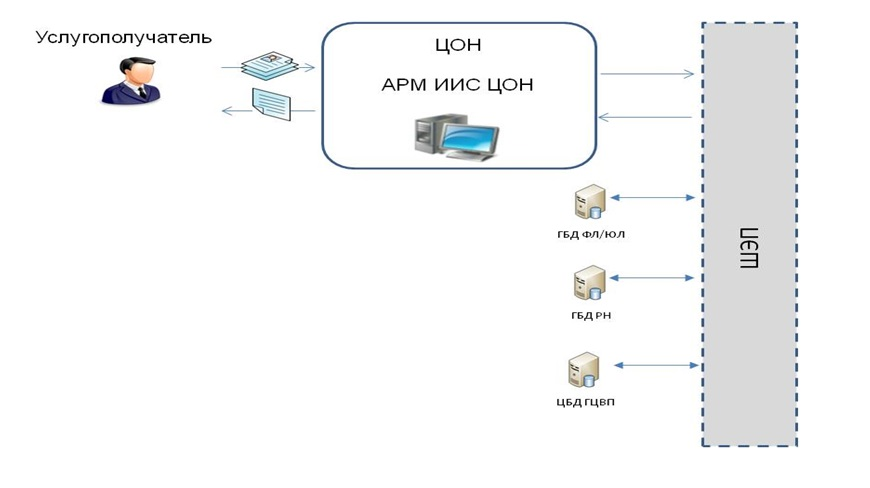 Услугополучатель
ЦОН
АРМ ИИС ЦОН
ГБД ФЛ/ЮЛ
ГБД РН
ЦБД ГЦВП
ШЭП